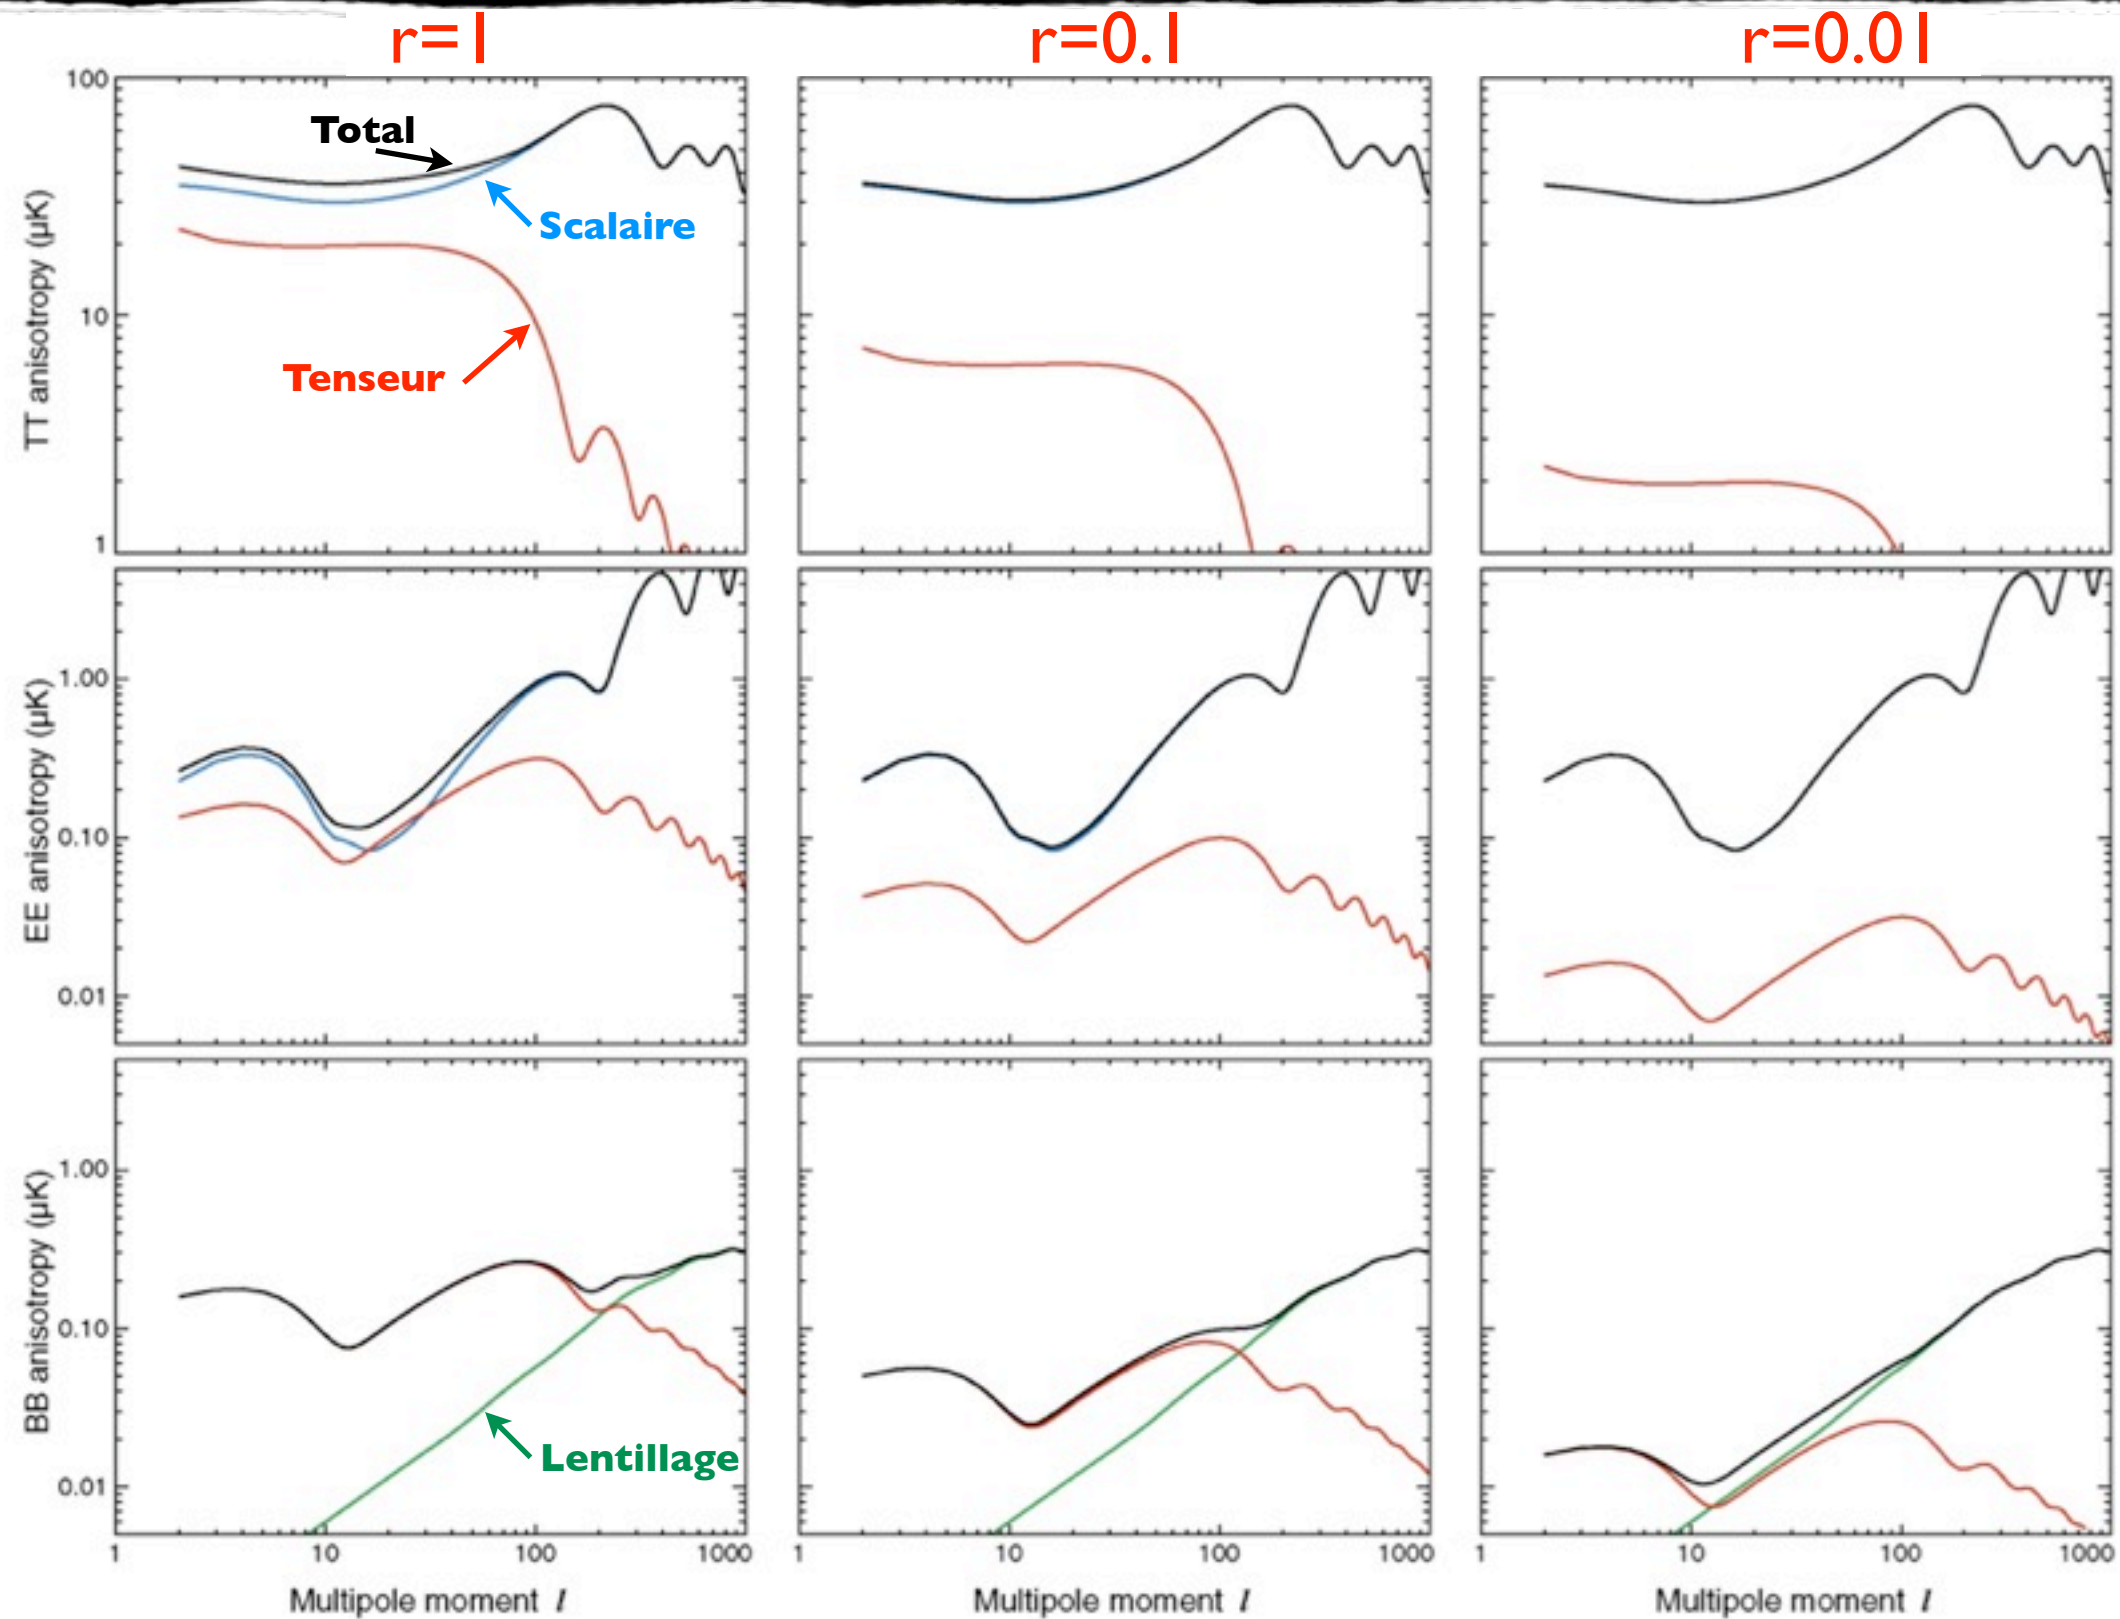 r=1 r=0.1 r=0.01
100
10
1
TT anisotropy (μK)
Total
Scalaire
Tenseur
1.00
0.10
0.01
EE anisotropy (μK)
1.00
0.10
0.01
BB anisotropy (μK)
Lentillage
1 10 100 1000 1 10 100 1000 1 10 100 1000
Multipole moment l Multipole moment l Multipole moment l